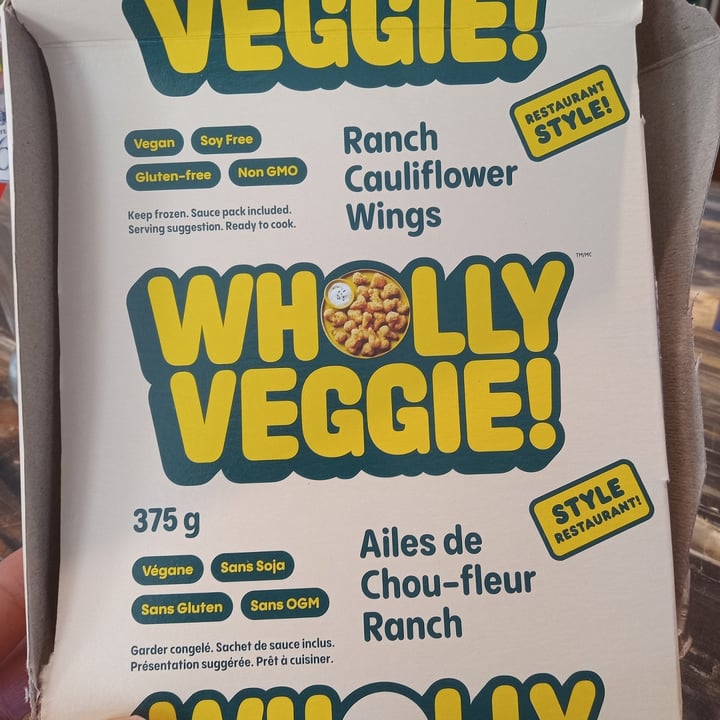 VEGGIE!
Vegan
Soy Free
Gluten-free
Non GMO
Keep frozen. Sauce pack included.
Serving suggestion. Ready to cook.
Ranch
Cauliflower
Wings
RESTAURANT
STYLE!
WHOLLY
VEGGIE!
TM/MC
375 g
Végane
Sans Soja
Sans Gluten
Sans OGM
Garder congelé. Sachet de sauce inclus.
Présentation suggérée. Prêt à cuisiner.
Ailes de
Chou-fleur
Ranch
STYLE
RESTAURANT!
WHOLLY